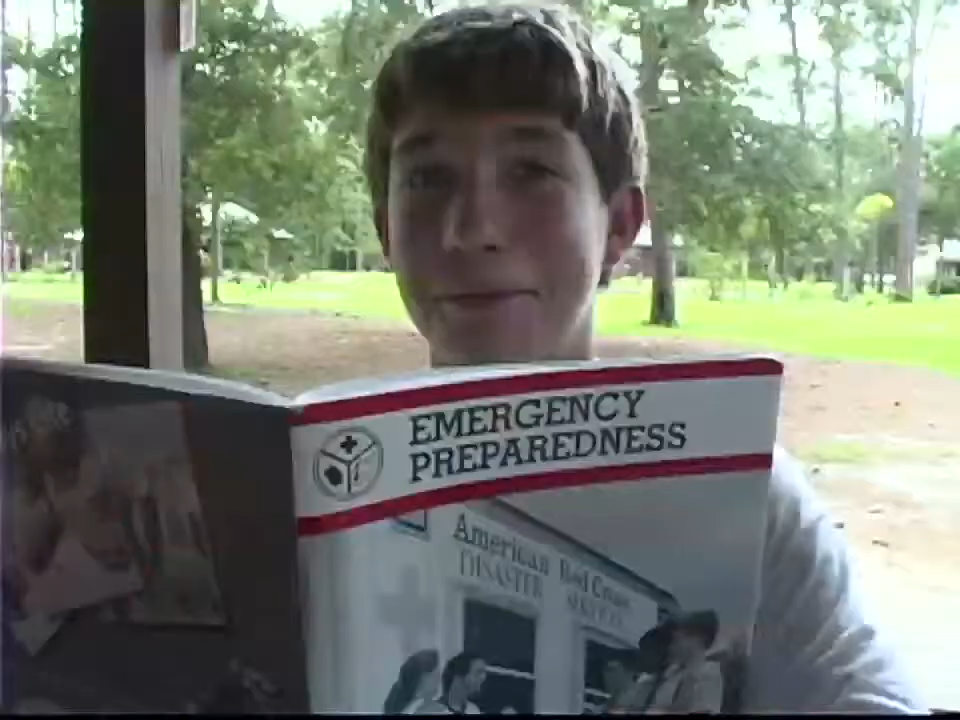 EMERGENCY
PREPAREDNESS
American Red Cross
DISASTER SERVICES